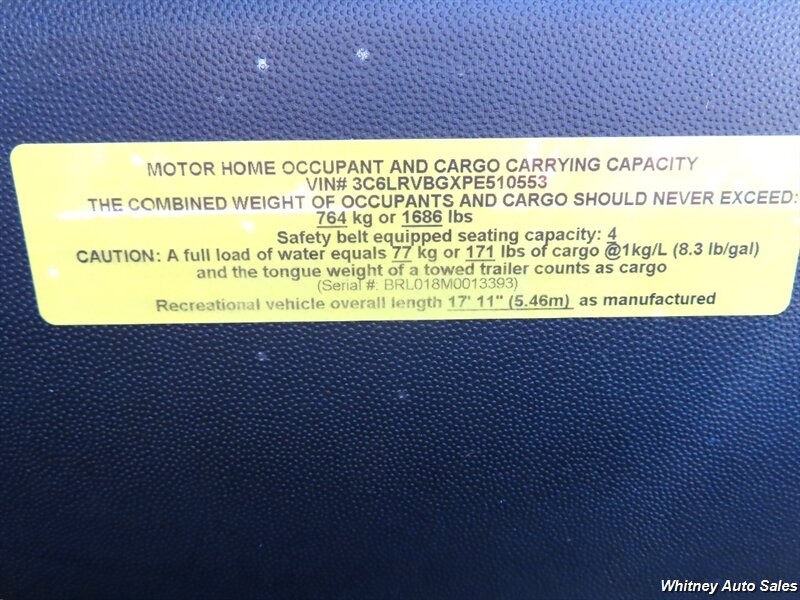 MOTOR HOME OCCUPANT AND CARGO CARRYING CAPACITY
VIN# 3C6LRVBGXPE510553
THE COMBINED WEIGHT OF OCCUPANTS AND CARGO SHOULD NEVER EXCEED:
764 kg or 1686 lbs
Safety belt equipped seating capacity: 4
CAUTION: A full load of water equals 77 kg or 171 lbs of cargo @1kg/L (8.3 lb/gal)
and the tongue weight of a towed trailer counts as cargo
(Serial #: BRL018M0013393)
Recreational vehicle overall length 17' 11" (5.46m) as manufactured
Whitney Auto Sales